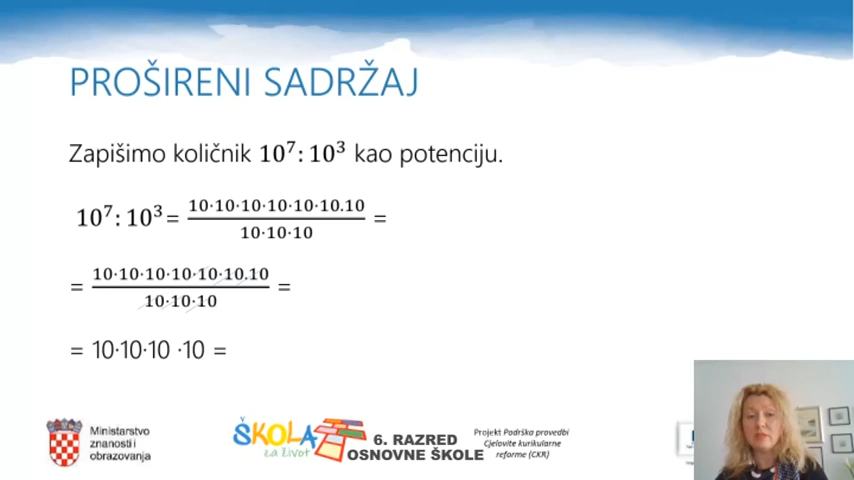 PROŠIRENI SADRŽAJ
Zapišimo količnik 10⁷: 10³ kao potenciju.
10⁷: 10³ = 10·10·10·10·10·10.10 / 10·10·10 =
= 10·10·10·10·10·10.10 / 10·10·10 =
= 10·10·10 ·10 =
Ministarstvo
znanosti i
obrazovanja
ŠKOLA
za život
6. RAZRED
OSNOVNE ŠKOLE
Projekt Podrška provedbi
Cjelovite kurikularne
reforme (CKR)